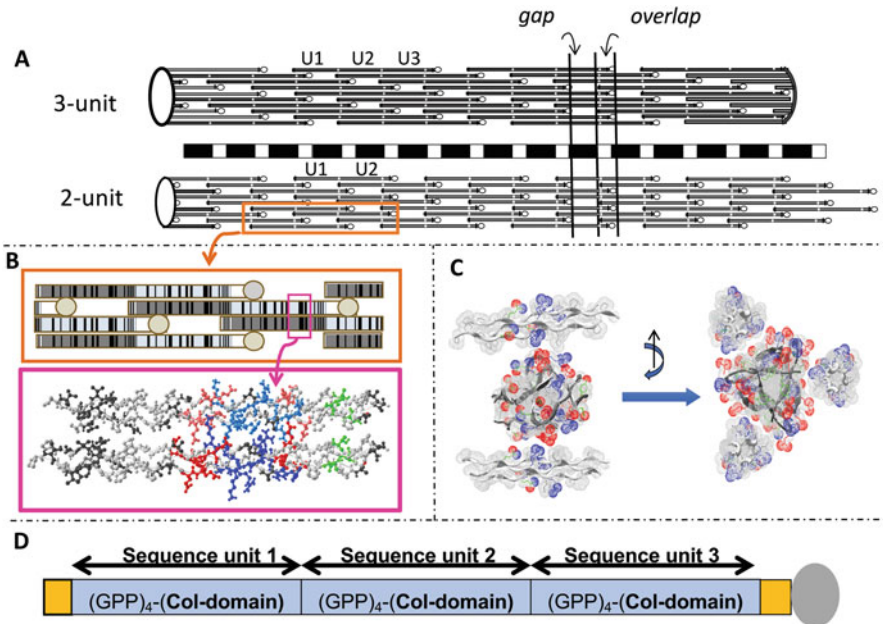 gap overlap
A
U1 U2 U3
3-unit
U1 U2
2-unit
B
C
D
Sequence unit 1 Sequence unit 2 Sequence unit 3
(GPP)4-(Col-domain) (GPP)4-(Col-domain) (GPP)4-(Col-domain)